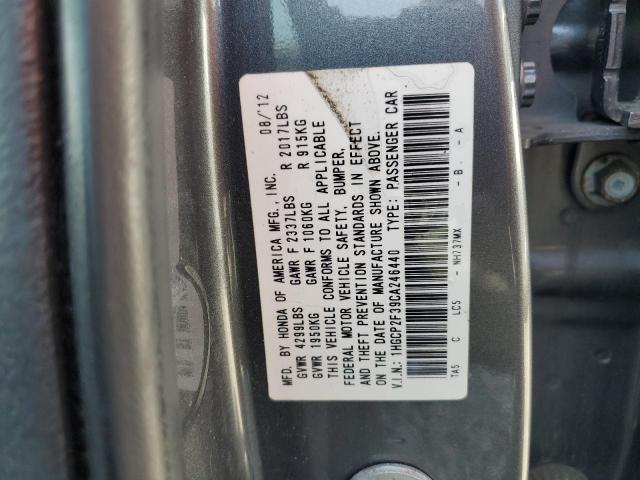 MFD. BY HONDA OF AMERICA MFG., INC. 08/'12
GVWR 4299LBS GAWR F 2337LBS R 2017LBS
GVWR 1950KG GAWR F 1060KG R 915KG
THIS VEHICLE CONFORMS TO ALL APPLICABLE
FEDERAL MOTOR VEHICLE SAFETY, BUMPER,
AND THEFT PREVENTION STANDARDS IN EFFECT
ON THE DATE OF MANUFACTURE SHOWN ABOVE.
V.I.N.: 1HGCP2F39CA246440 TYPE: PASSENGER CAR
TA5 C LC5 - NH737MX - B - A